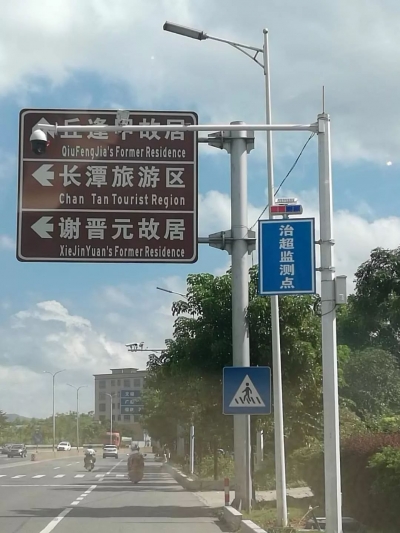 丘逢甲故居
QiuFengJia's Former Residence
长潭旅游区
Chan Tan Tourist Region
谢晋元故居
XieJinYuan's Former Residence
治超监测点